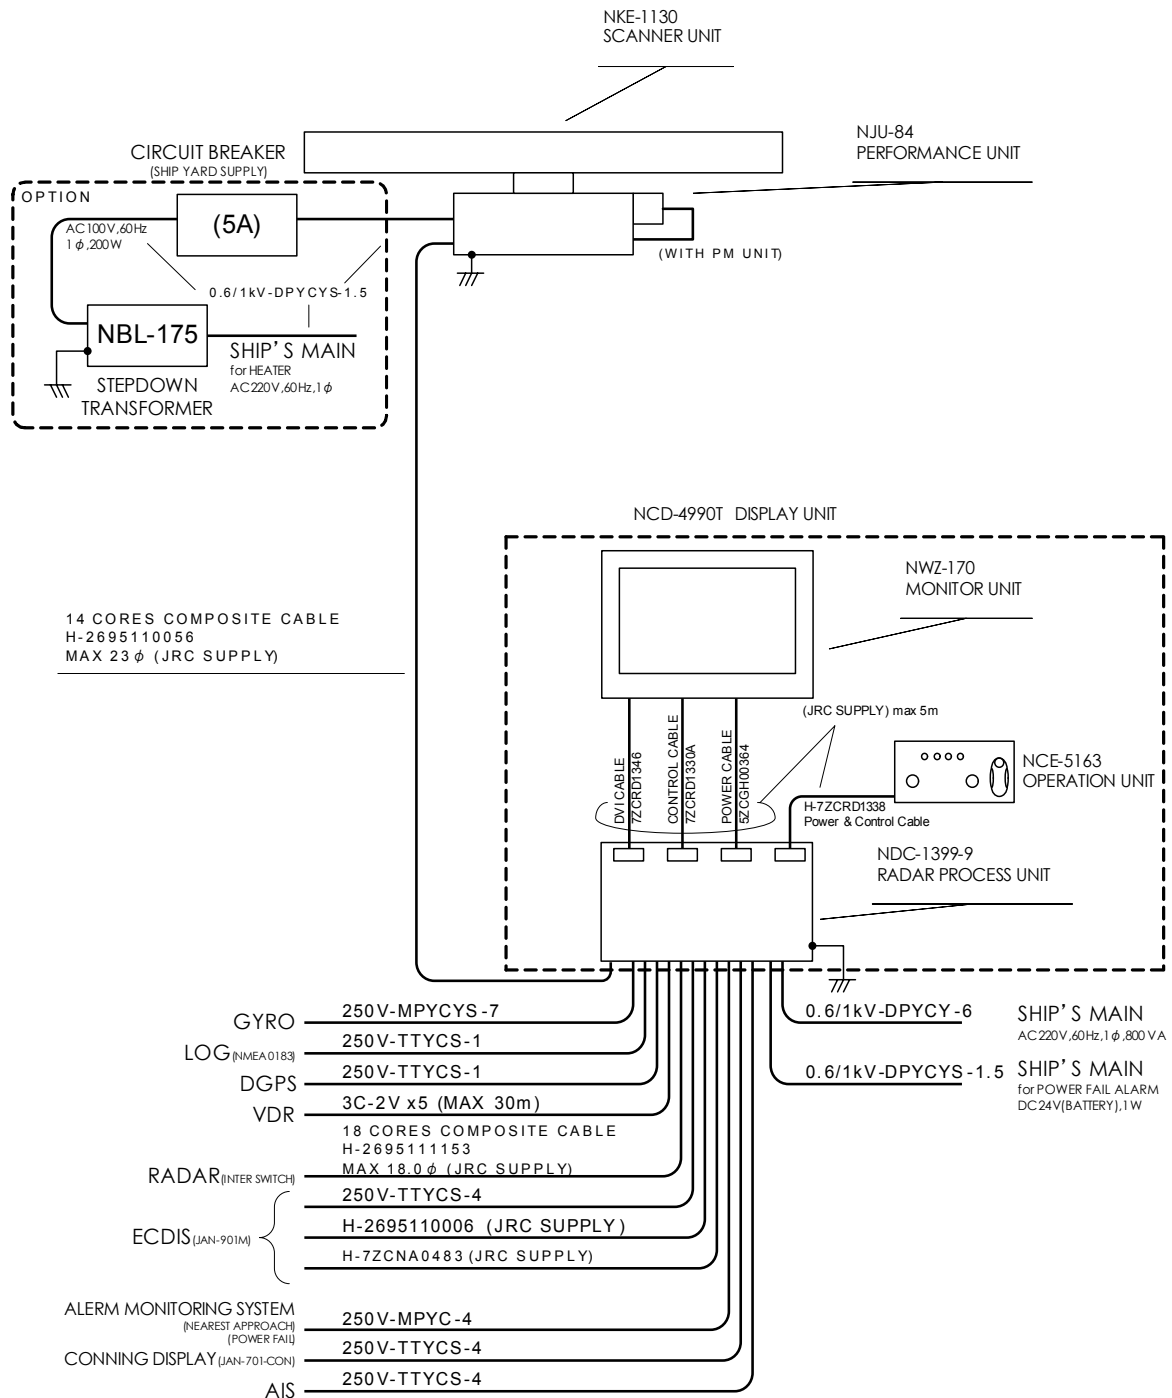 NKE-1130
SCANNER UNIT
NJU-84
PERFORMANCE UNIT
CIRCUIT BREAKER
(SHIP YARD SUPPLY)
OPTION
AC100V,60Hz
1ϕ,200W
(5A)
(WITH PM UNIT)
0.6/1kV-DPYCYS-1.5
NBL-175
SHIP'S MAIN
for HEATER
AC220V,60Hz,1ϕ
STEPDOWN
TRANSFORMER
NCD-4990T DISPLAY UNIT
NWZ-170
MONITOR UNIT
14 CORES COMPOSITE CABLE
H-2695110056
MAX 23ϕ (JRC SUPPLY)
(JRC SUPPLY) max 5m
DVI CABLE
7ZCRD1346
CONTROL CABLE
7ZCRD1330A
POWER CABLE
5ZCGH00364
NCE-5163
OPERATION UNIT
H-7ZCRD1338
Power & Control Cable
NDC-1399-9
RADAR PROCESS UNIT
GYRO 250V-MPYCYS-7
0.6/1kV-DPYCY-6 SHIP'S MAIN
AC220V,60Hz,1ϕ,800VA
LOG(NMEA0183) 250V-TTYCS-1
DGPS 250V-TTYCS-1
0.6/1kV-DPYCYS-1.5 SHIP'S MAIN
for POWER FAIL ALARM
DC24V(BATTERY),1W
VDR 3C-2V x5 (MAX 30m)
18 CORES COMPOSITE CABLE
H-2695111153
RADAR(INTER SWITCH) MAX 18.0ϕ (JRC SUPPLY)
250V-TTYCS-4
ECDIS(JAN-901M) H-2695110006 (JRC SUPPLY)
H-7ZCNA0483 (JRC SUPPLY)
ALERM MONITORING SYSTEM
(NEAREST APPROACH)
(POWER FAIL)
250V-MPYC-4
CONNING DISPLAY(JAN-701-CON) 250V-TTYCS-4
AIS 250V-TTYCS-4